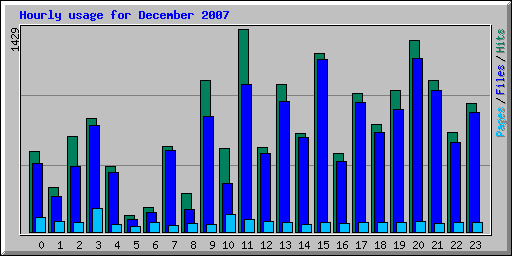 Hourly usage for December 2007
1429
Pages / Files / Hits
0 1 2 3 4 5 6 7 8 9 10 11 12 13 14 15 16 17 18 19 20 21 22 23